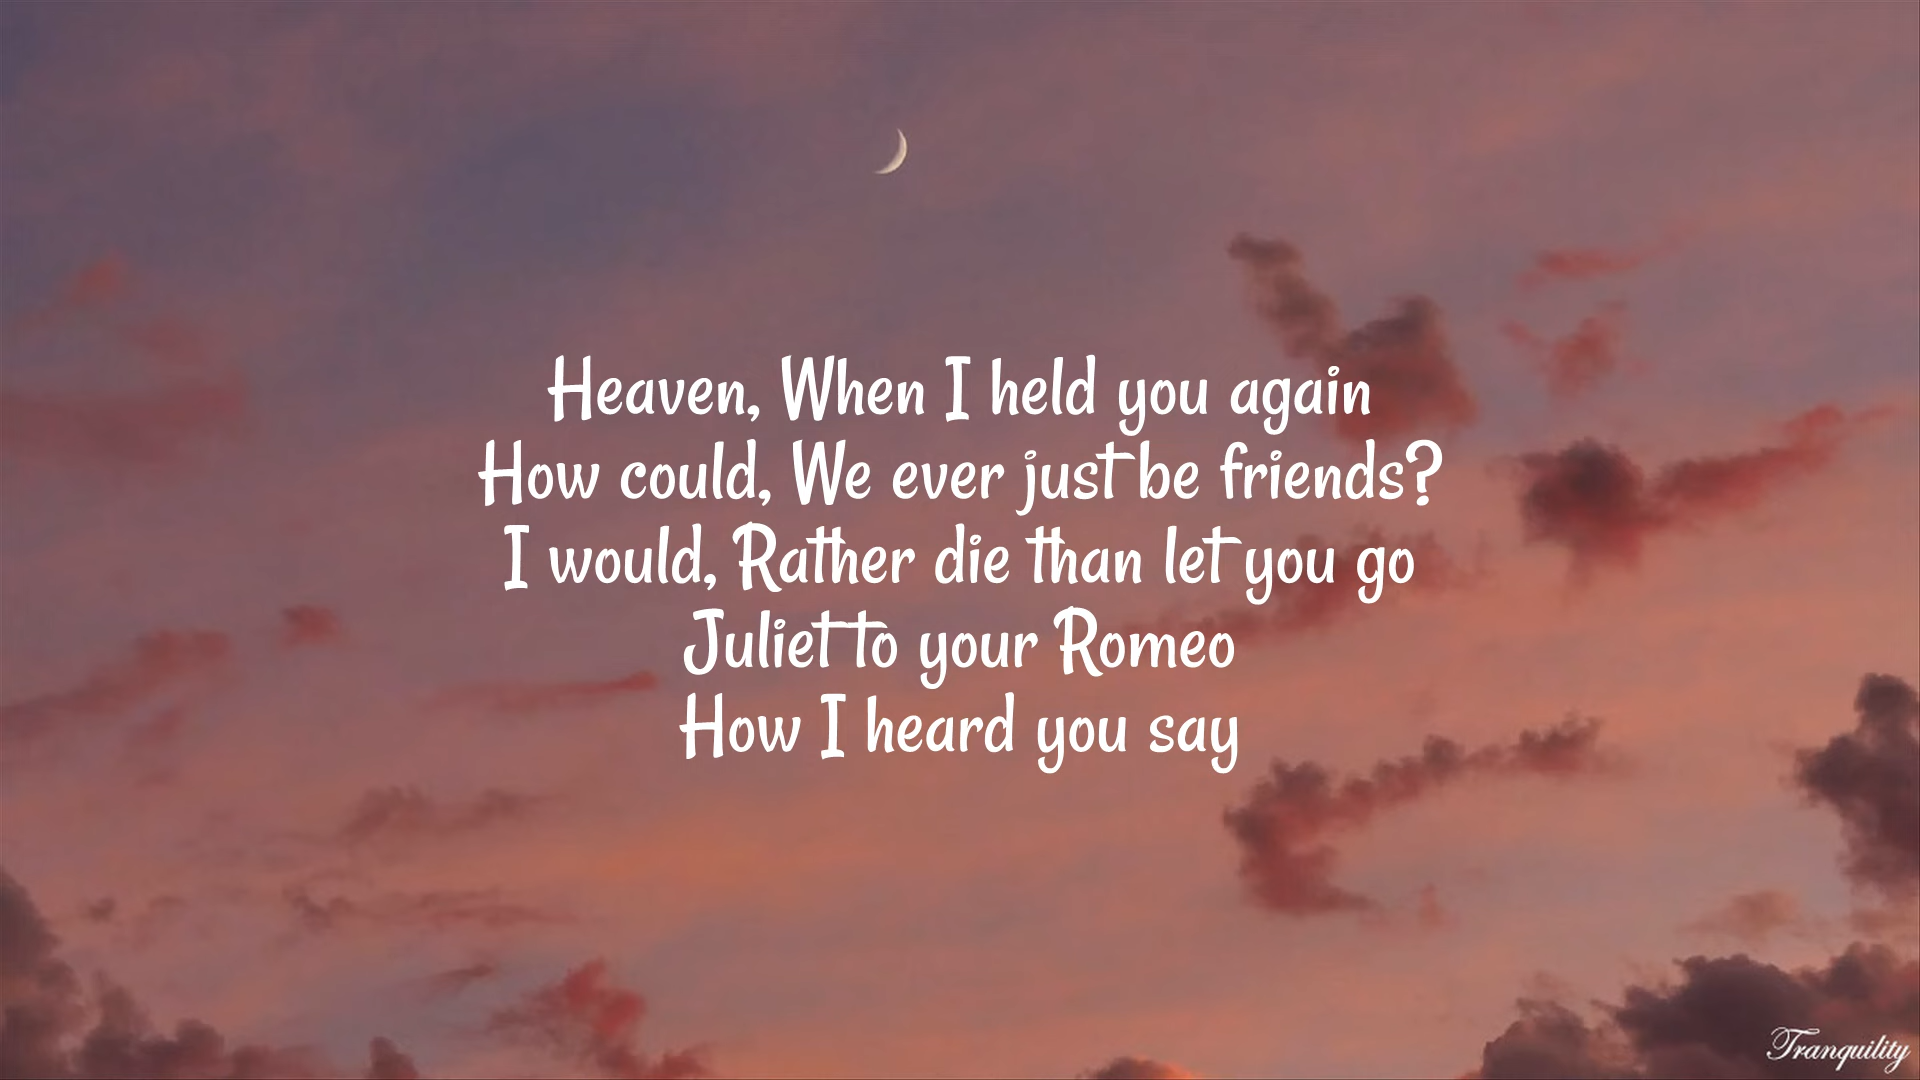 Heaven, When I held you again
How could, We ever just be friends?
I would, Rather die than let you go
Juliet to your Romeo
How I heard you say
Tranquility